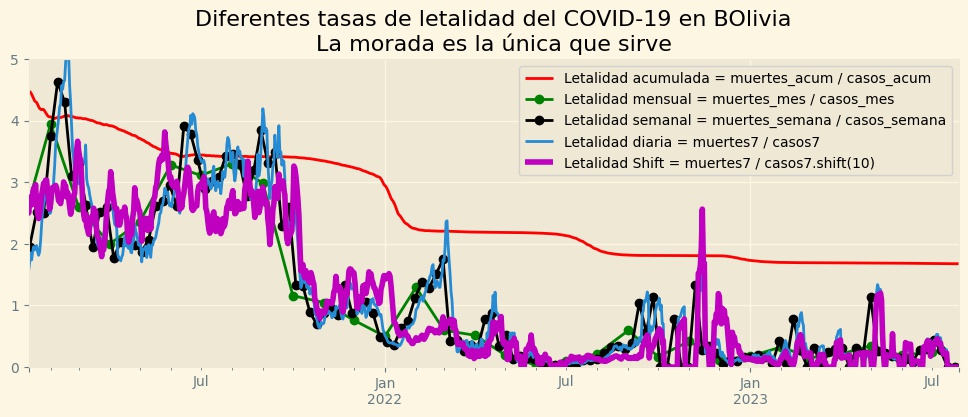 Diferentes tasas de letalidad del COVID-19 en BOlivia
La morada es la única que sirve
5
4
3
2
1
0
Letalidad acumulada = muertes_acum / casos_acum
Letalidad mensual = muertes_mes / casos_mes
Letalidad semanal = muertes_semana / casos_semana
Letalidad diaria = muertes7 / casos7
Letalidad Shift = muertes7 / casos7.shift(10)
Jul
Jan
2022
Jul
Jan
2023
Jul